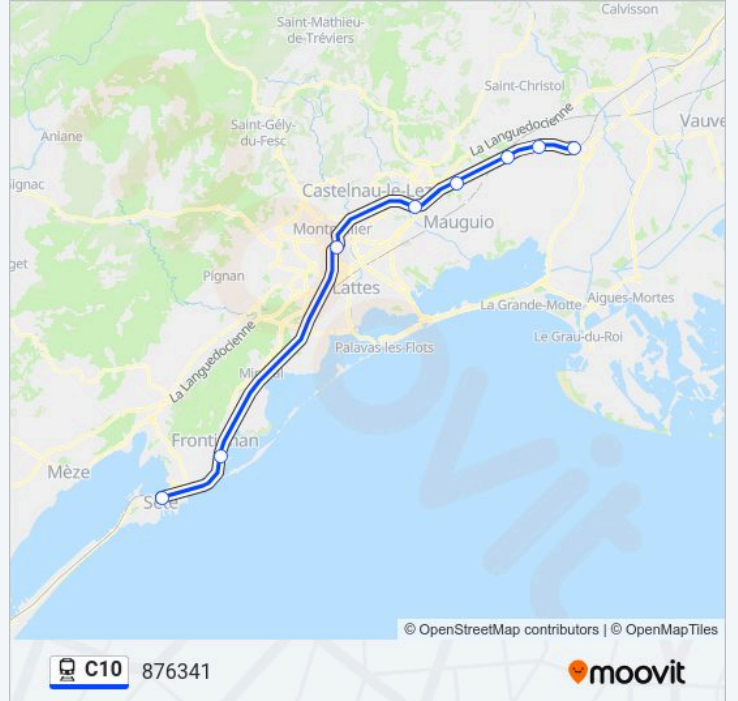 Calvisson
Saint-Mathieu-
de-Tréviers
Saint-Christol
La Languedocienne
Vauve
Saint-Gély-
du-Fesc
Aniane
ignac
Castelnau-le-Lez
Mauguio
Montpellier
get
Pignan
Lattes
La Grande-Motte
Aigues-Mortes
Le Grau-du-Roi
Palavas-les-Flots
La Languedocienne
Frontignan
Mèze
Sète
© OpenStreetMap contributors | © OpenMapTiles
C10 876341
moovit